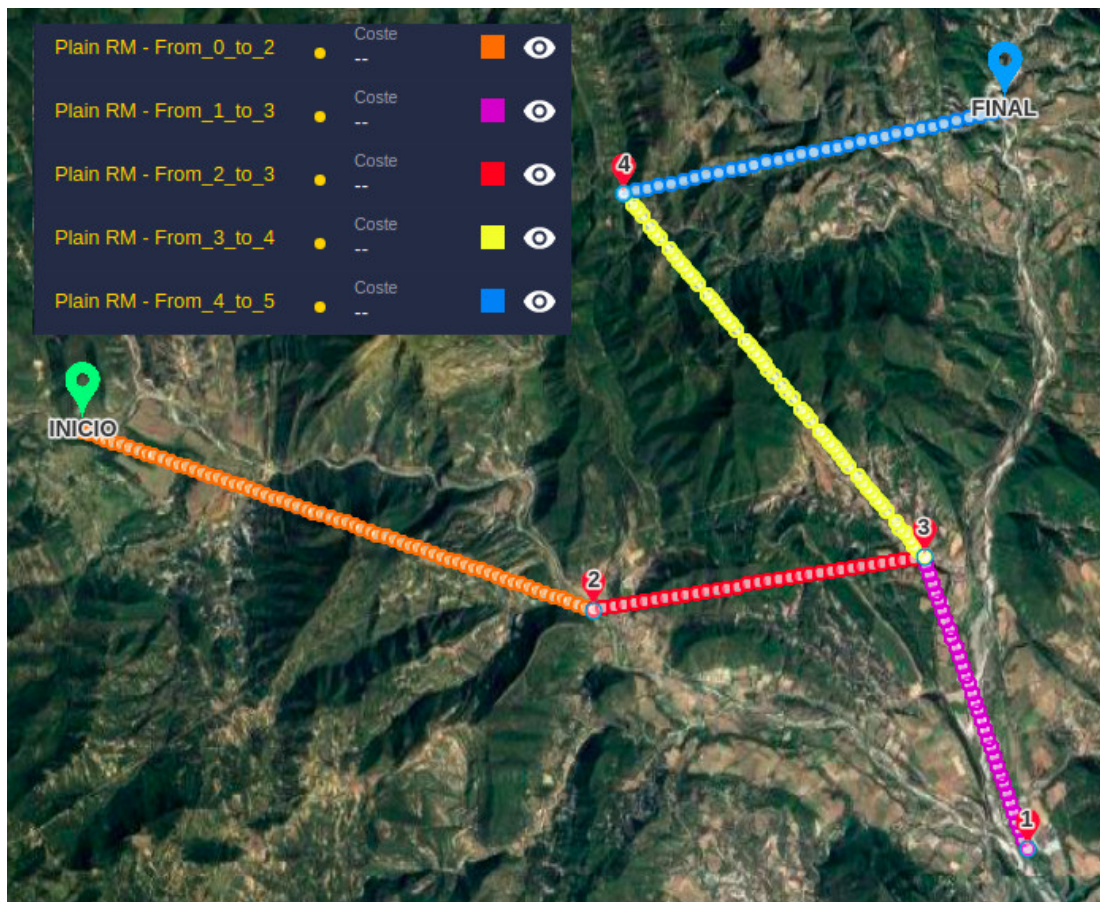 Coste
Plain RM - From_0_to_2
--
Coste
Plain RM - From_1_to_3
--
Coste
Plain RM - From_2_to_3
--
Coste
Plain RM - From_3_to_4
--
Coste
Plain RM - From_4_to_5
--
FINAL
4
INICIO
3
2
1